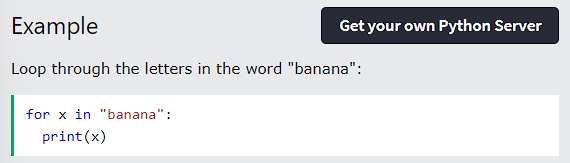 Example
Get your own Python Server
Loop through the letters in the word "banana":
for x in "banana":
  print(x)